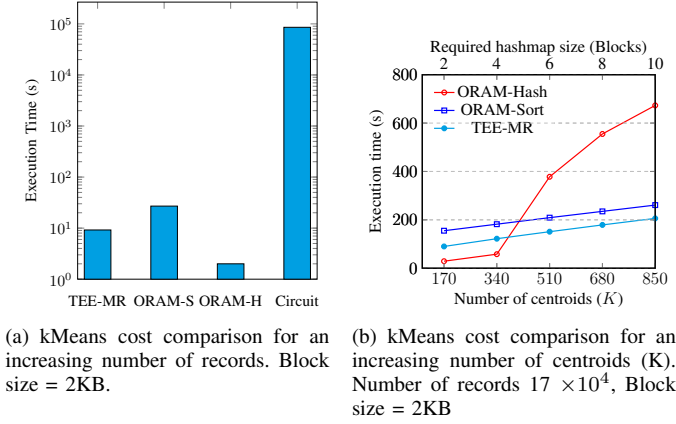 Execution Time (s)
10^5
10^4
10^3
10^2
10^1
10^0
TEE-MR ORAM-S ORAM-H Circuit
(a) kMeans cost comparison for an
increasing number of records. Block
size = 2KB.
Required hashmap size (Blocks)
2 4 6 8 10
Execution time (s)
800
600
400
200
0
ORAM-Hash
ORAM-Sort
TEE-MR
170 340 510 680 850
Number of centroids (K)
(b) kMeans cost comparison for an
increasing number of centroids (K).
Number of records 17 ×10^4, Block
size = 2KB